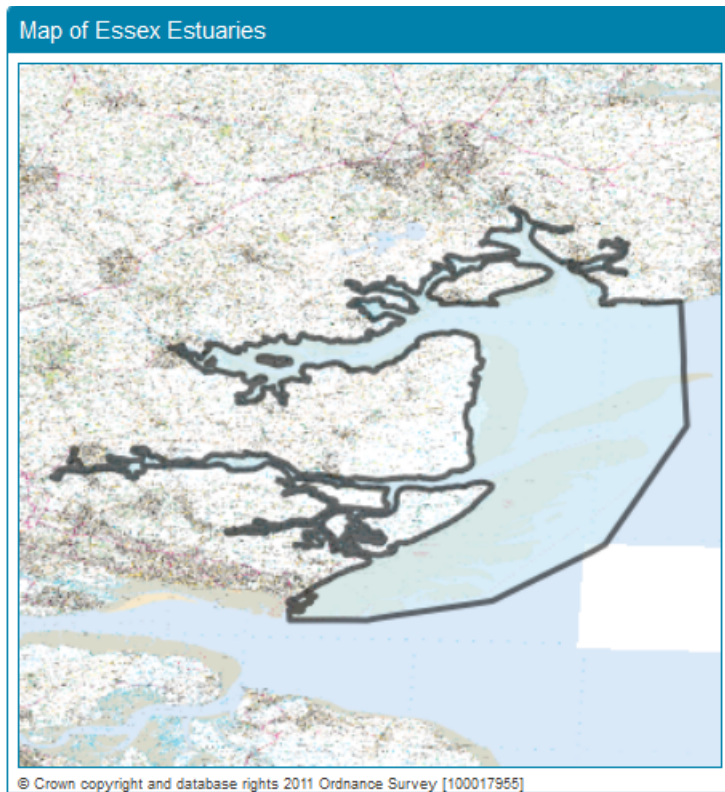 Map of Essex Estuaries
© Crown copyright and database rights 2011 Ordnance Survey [100017955]